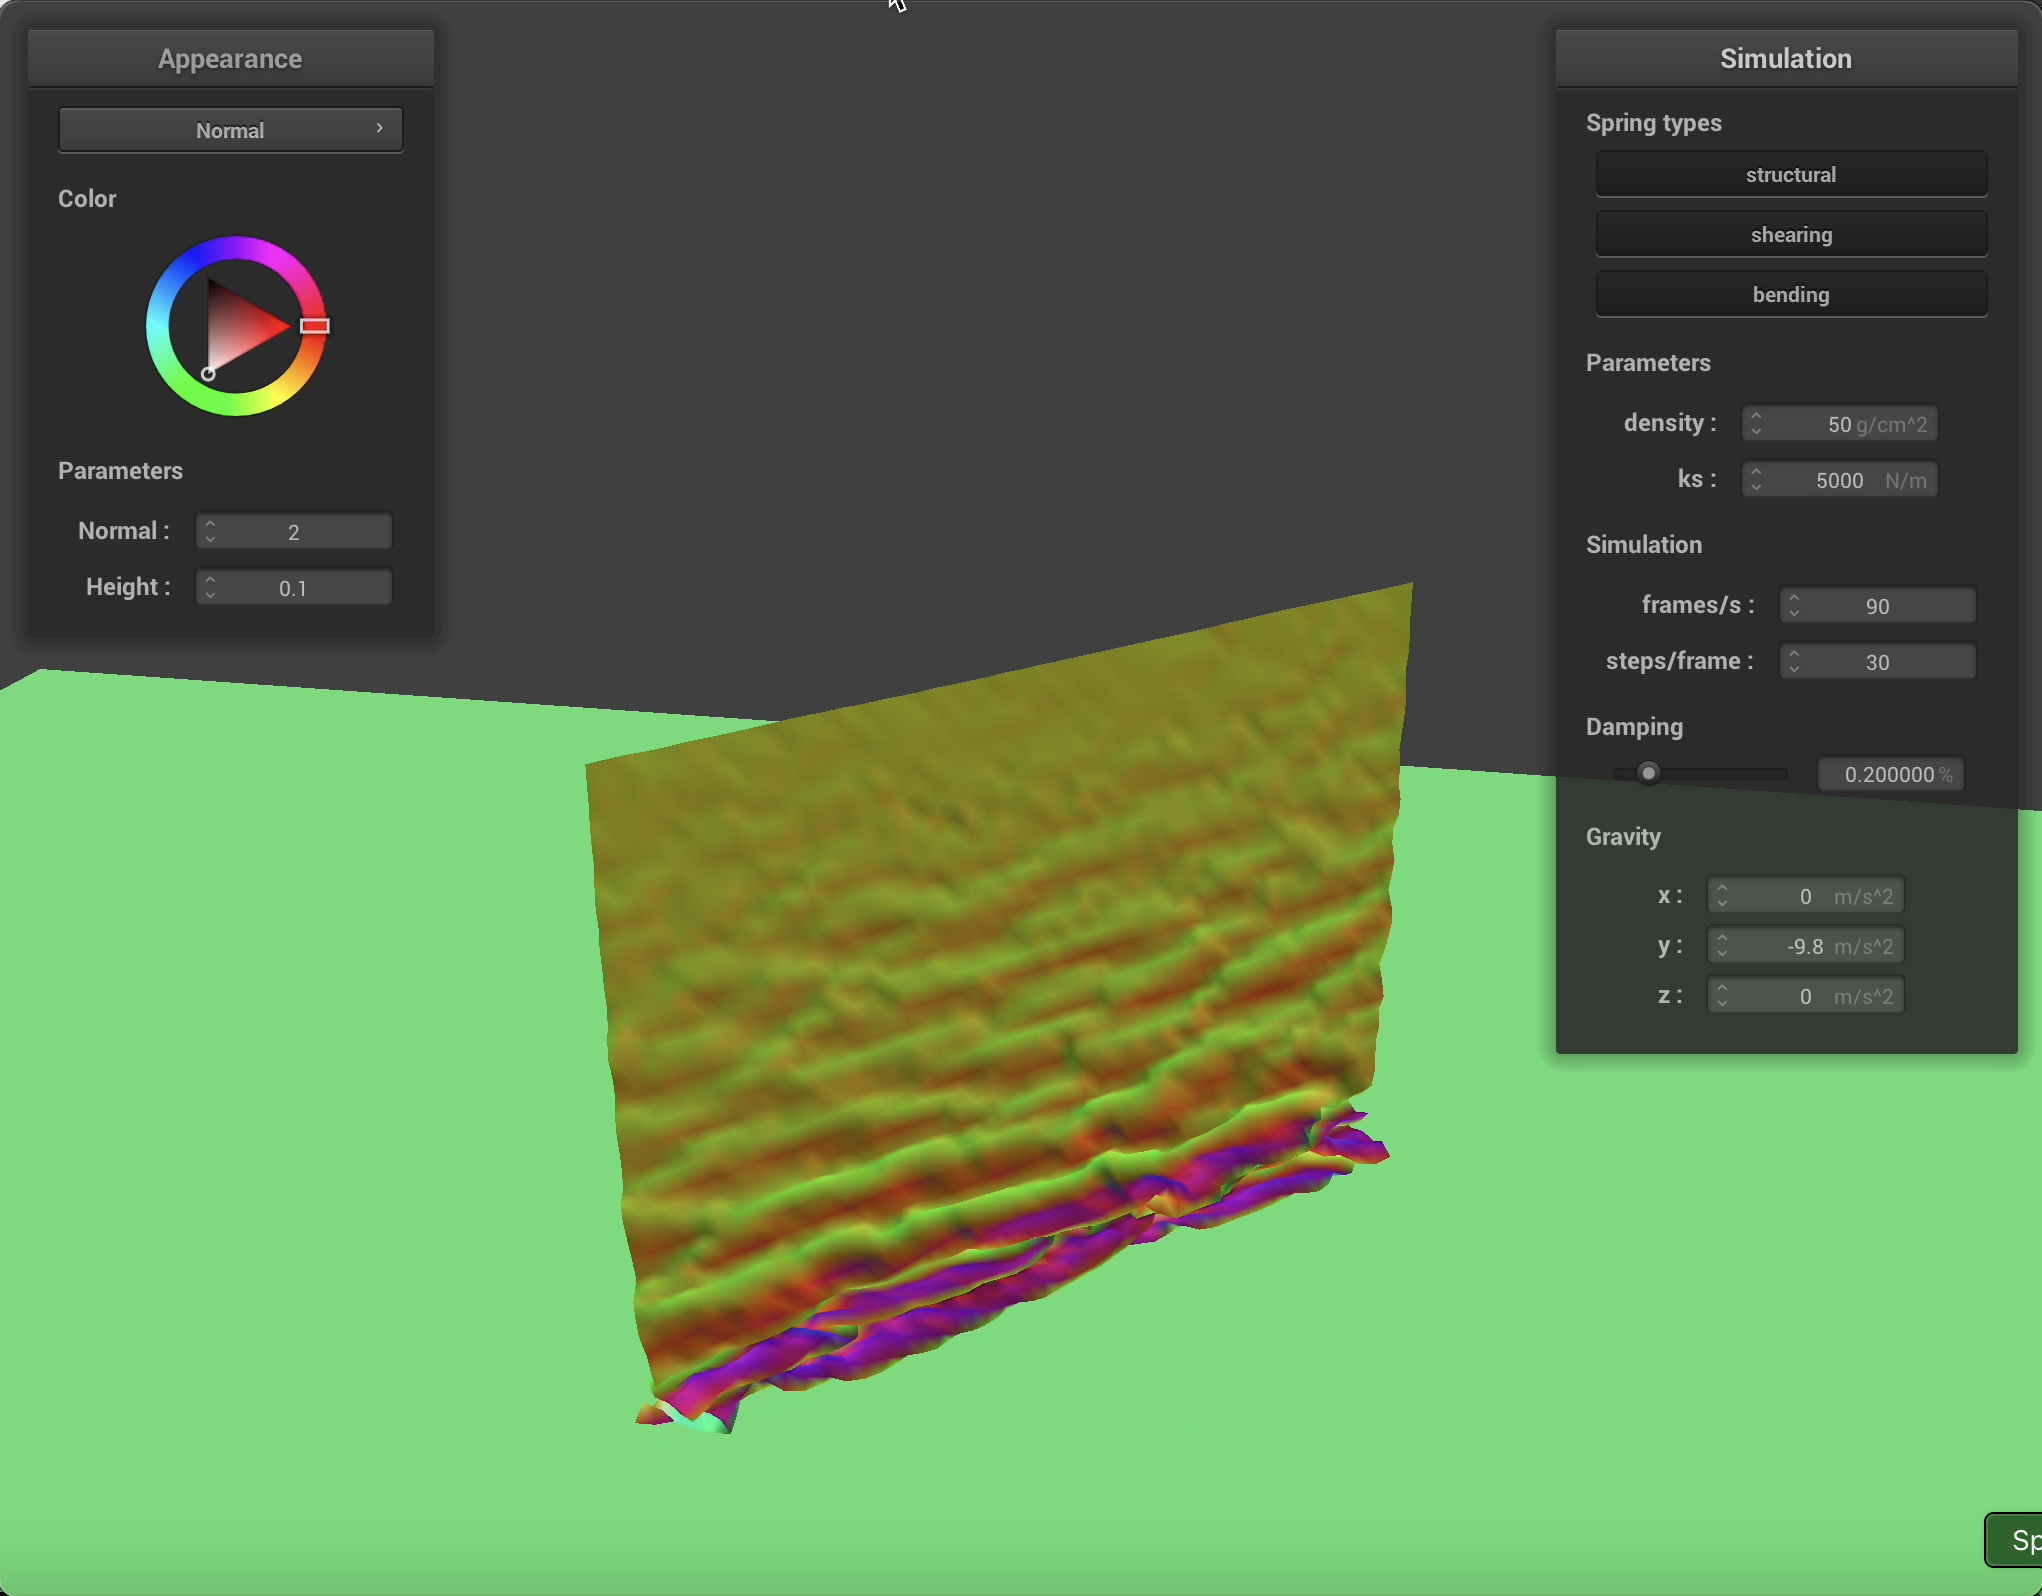 Appearance
Normal
Color
Parameters
Normal : 2
Height : 0.1
Simulation
Spring types
structural
shearing
bending
Parameters
density : 50 g/cm^2
ks : 5000 N/m
Simulation
frames/s : 90
steps/frame : 30
Damping
0.200000 %
Gravity
x : 0 m/s^2
y : -9.8 m/s^2
z : 0 m/s^2
Sp